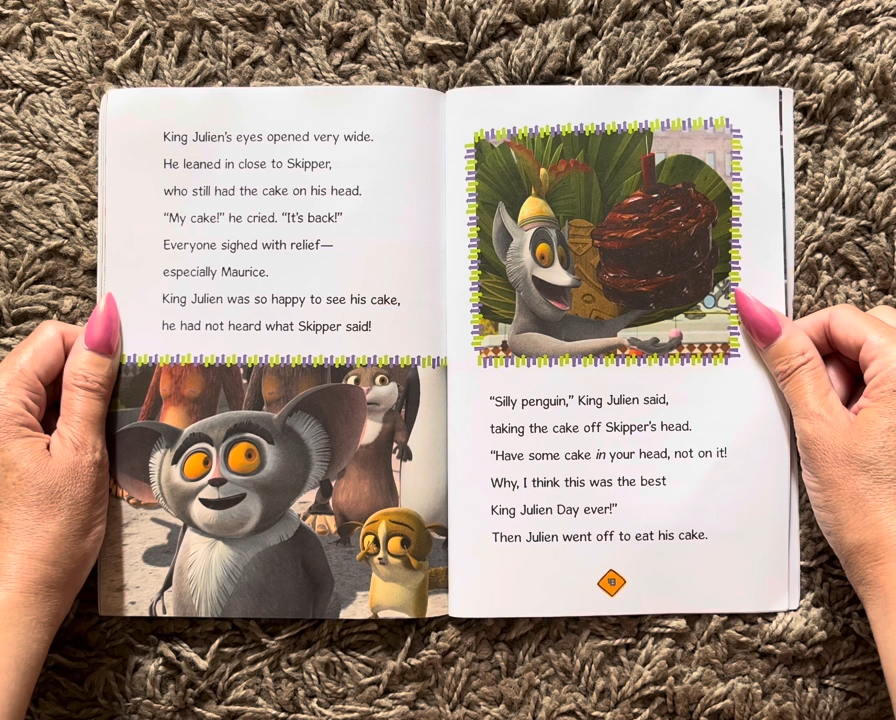 King Julien's eyes opened very wide.
He leaned in close to Skipper,
who still had the cake on his head.
“My cake!” he cried. “It's back!”
Everyone sighed with relief—
especially Maurice.
King Julien was so happy to see his cake,
he had not heard what Skipper said!
“Silly penguin,” King Julien said,
taking the cake off Skipper's head.
“Have some cake in your head, not on it!
Why, I think this was the best
King Julien Day ever!”
Then Julien went off to eat his cake.